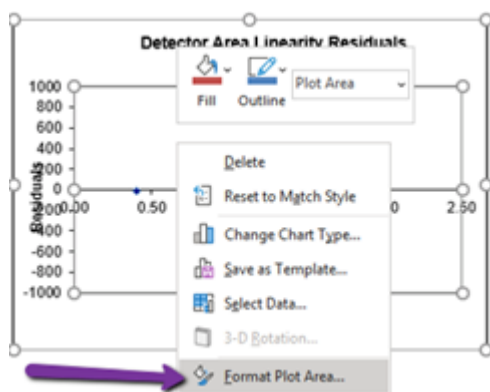 Detector Area Linearity Residuals
Fill
Outline
Plot Area
1000
800
600
400
200
0
-200
-400
-600
-800
-1000
Residuals
0.00
0.50
0
2.50
Delete
Reset to Match Style
Change Chart Type...
Save as Template...
Select Data...
3-D Rotation...
Format Plot Area...